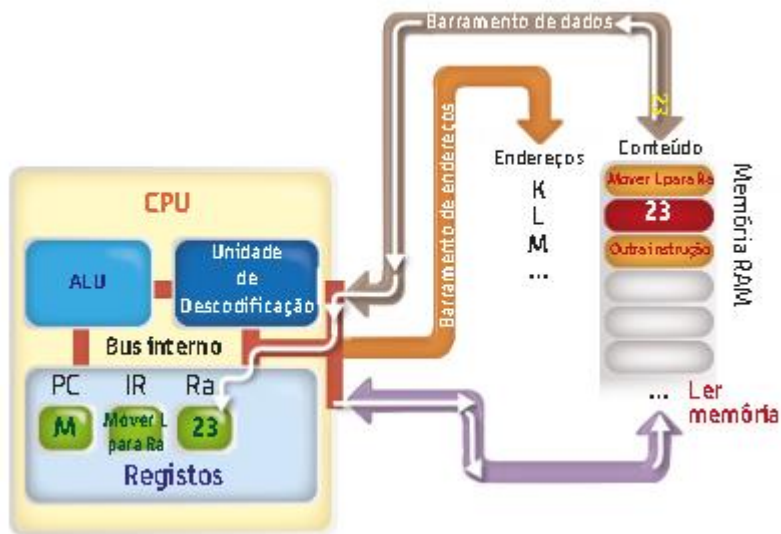 Barramento de dados
23
Barramento de endereços
Endereços
K
L
M
...
Conteúdo
Mover L para Ra
23
Outra instrução
...
Memória RAM
Ler
memória
CPU
ALU
Unidade
de
Descodificação
Bus interno
PC IR Ra
M
Mover L
para Ra
23
Registos